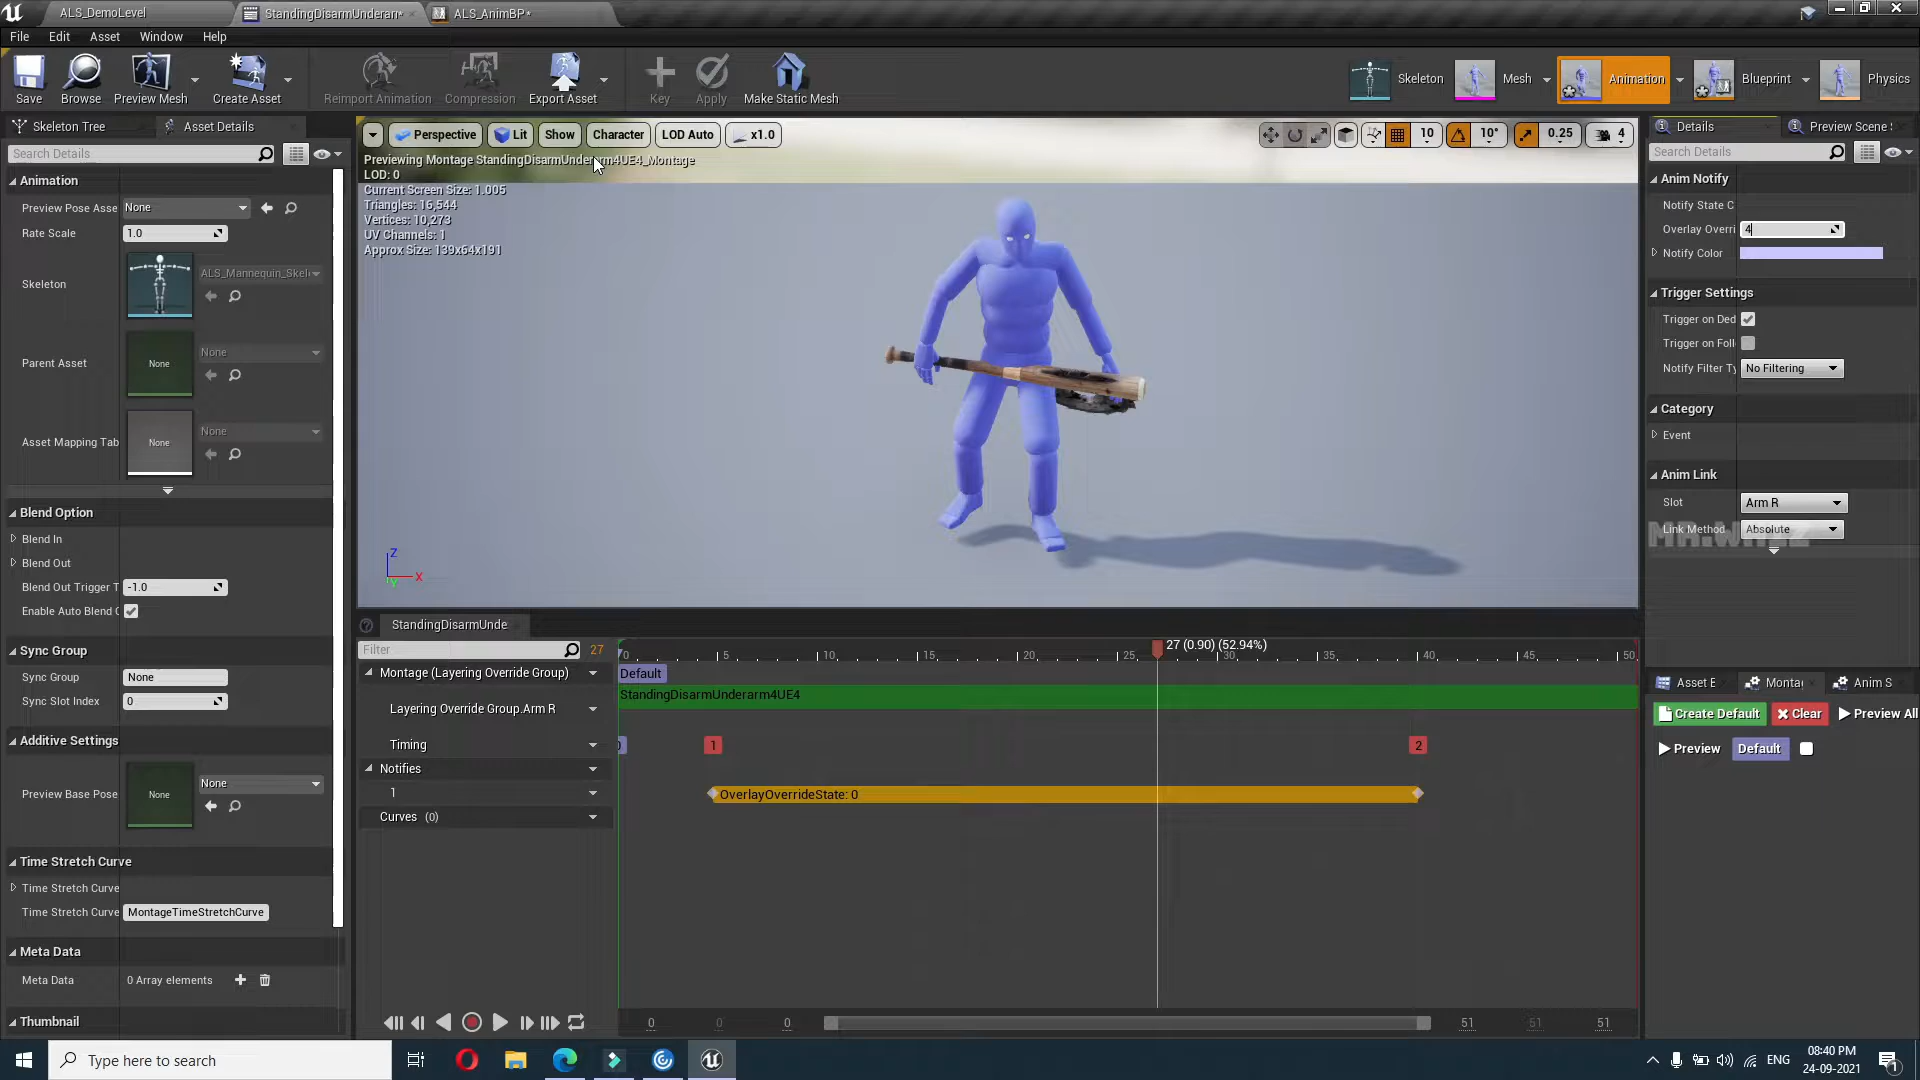 ALS_DemoLevel
StandingDisarmUnderarm*
ALS_AnimBP*
File Edit Asset Window Help
Save
Browse
Preview Mesh
Create Asset
Reimport Animation
Compression
Export Asset
Key
Apply
Make Static Mesh
Skeleton
Mesh
Animation
Blueprint
Physics
Skeleton Tree
Asset Details
Search Details
Animation
Preview Pose Asse None
Rate Scale 1.0
Skeleton ALS_Mannequin_Skel
Parent Asset None None
Asset Mapping Tab None None
Blend Option
Blend In
Blend Out
Blend Out Trigger T -1.0
Enable Auto Blend
Sync Group
Sync Group None
Sync Slot Index 0
Additive Settings
Preview Base Pose None None
Time Stretch Curve
Time Stretch Curve
Time Stretch Curve MontageTimeStretchCurve
Meta Data
Meta Data 0 Array elements
Thumbnail
Perspective Lit Show Character LOD Auto x1.0
10 10° 0.25 4
Previewing Montage StandingDisarmUnderarm4UE4_Montage
LOD: 0
Current Screen Size: 1.005
Triangles: 16,544
Vertices: 10,273
UV Channels: 1
Approx Size: 139x64x191
Z
X
Y
StandingDisarmUnde
Filter 27
0 5 10 15 20 25 30 35 40 45 50
27 (0.90) (52.94%)
Montage (Layering Override Group) Default
StandingDisarmUnderarm4UE4
Layering Override Group.Arm R
Timing 1 2
Notifies
1 OverlayOverrideState: 0
Curves (0)
0 0 0 51 51 51
Details
Preview Scene
Search Details
Anim Notify
Notify State C
Overlay Overri 4
Notify Color
Trigger Settings
Trigger on Ded
Trigger on Foll
Notify Filter Ty No Filtering
Category
Event
Anim Link
Slot Arm R
Link Method Absolute
Asset E
Montag
Anim S
Create Default Clear Preview All
Preview Default
Type here to search
ENG
08:40 PM
24-09-2021
1